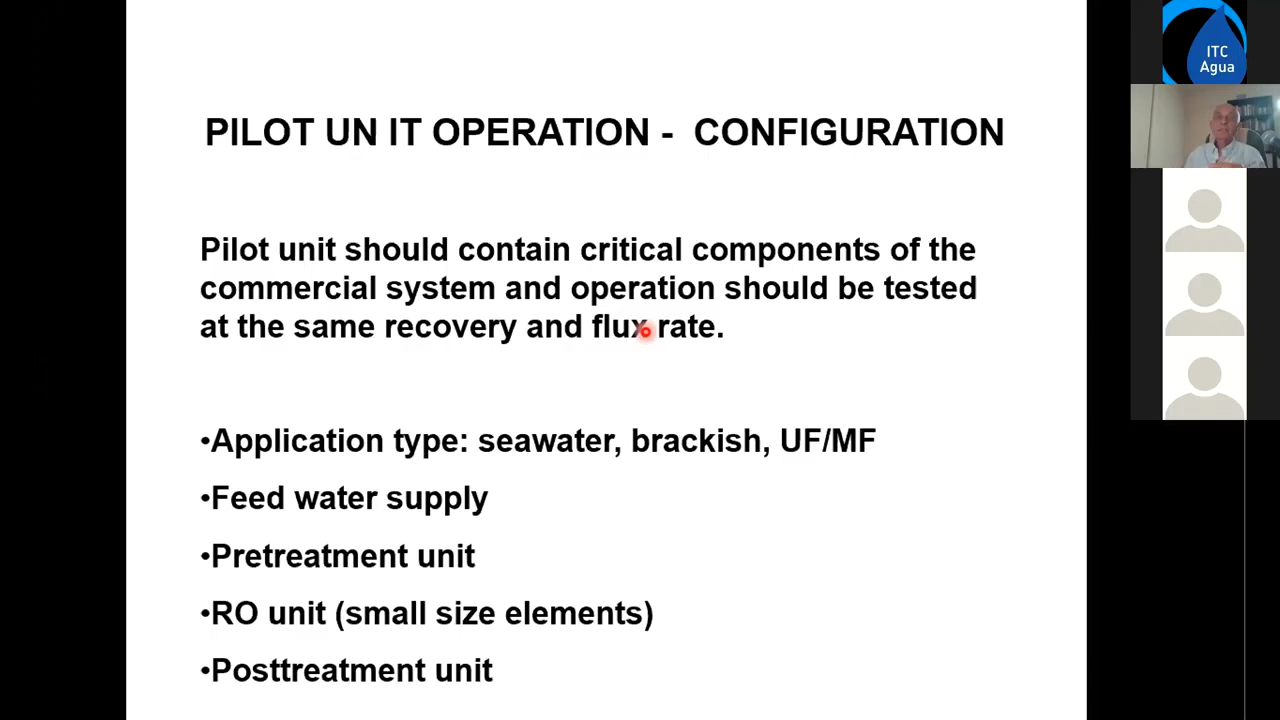 PILOT UN IT OPERATION - CONFIGURATION
Pilot unit should contain critical components of the
commercial system and operation should be tested
at the same recovery and flux rate.
•Application type: seawater, brackish, UF/MF
•Feed water supply
•Pretreatment unit
•RO unit (small size elements)
•Posttreatment unit
ITC
Agua